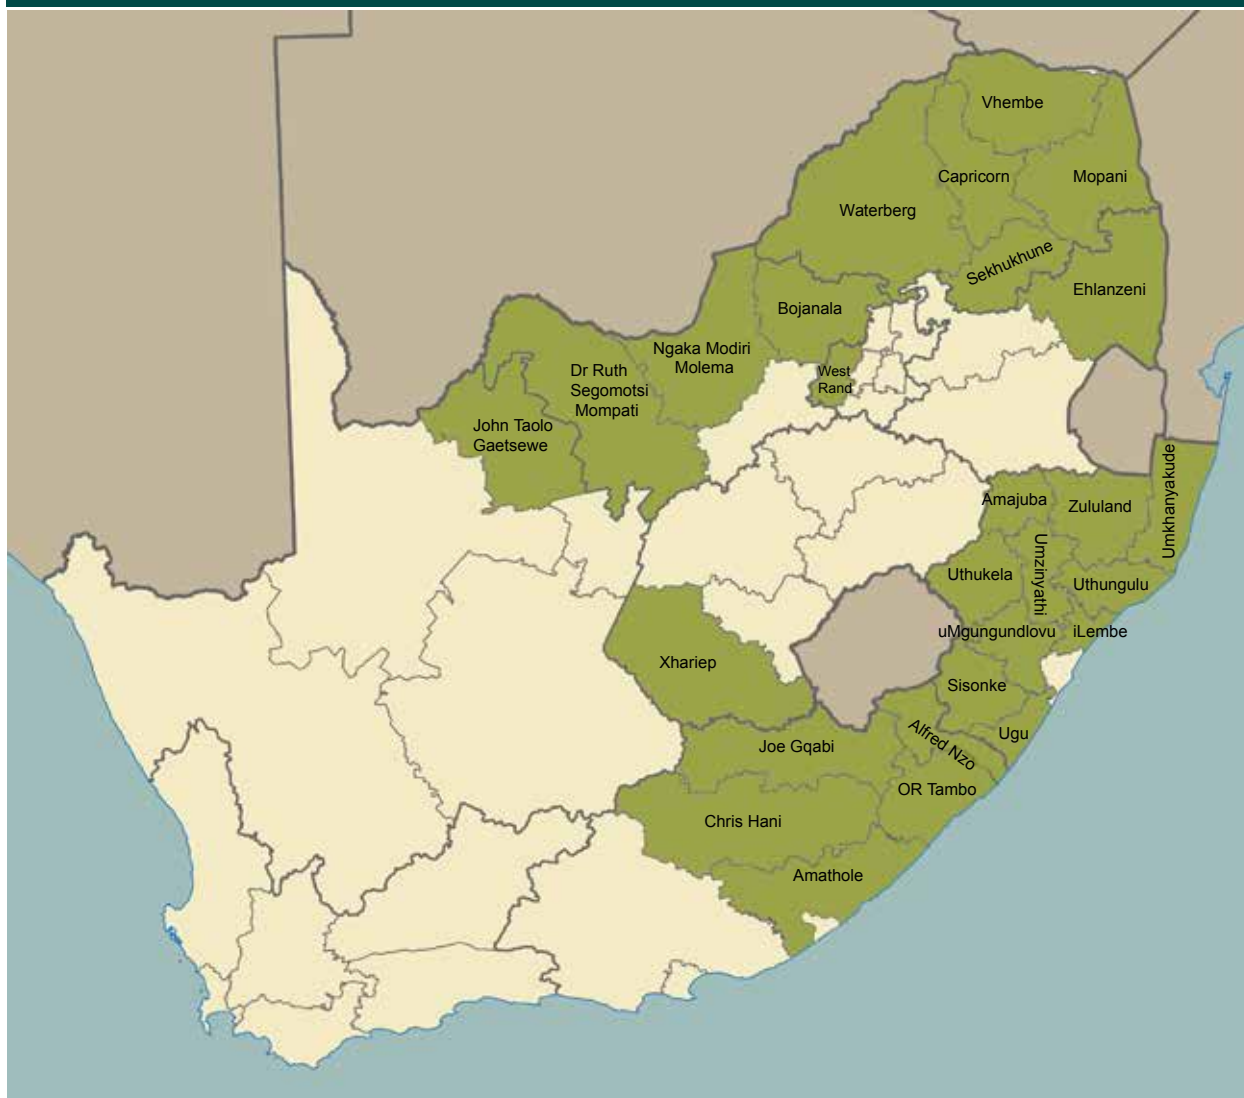 Vhembe
Capricorn
Mopani
Waterberg
Sekhukhune
Ehlanzeni
Bojanala
Ngaka Modiri
Molema
West
Rand
Dr Ruth
Segomotsi
Mompati
John Taolo
Gaetsewe
Umkhanyakude
Amajuba
Zululand
Umzinyathi
Uthukela
Uthungulu
uMgungundlovu
iLembe
Xhariep
Sisonke
Ugu
Alfred Nzo
Joe Gqabi
OR Tambo
Chris Hani
Amathole